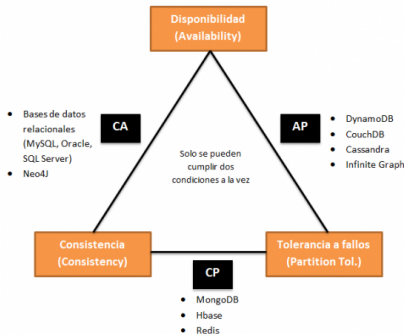 Disponibilidad
(Availability)
• Bases de datos
relacionales
(MySQL, Oracle,
SQL Server)
• Neo4J
CA
AP
• DynamoDB
• CouchDB
• Cassandra
• Infinite Graph
Solo se pueden
cumplir dos
condiciones a la vez
Consistencia
(Consistency)
Tolerancia a fallos
(Partition Tol.)
CP
• MongoDB
• Hbase
• Redis